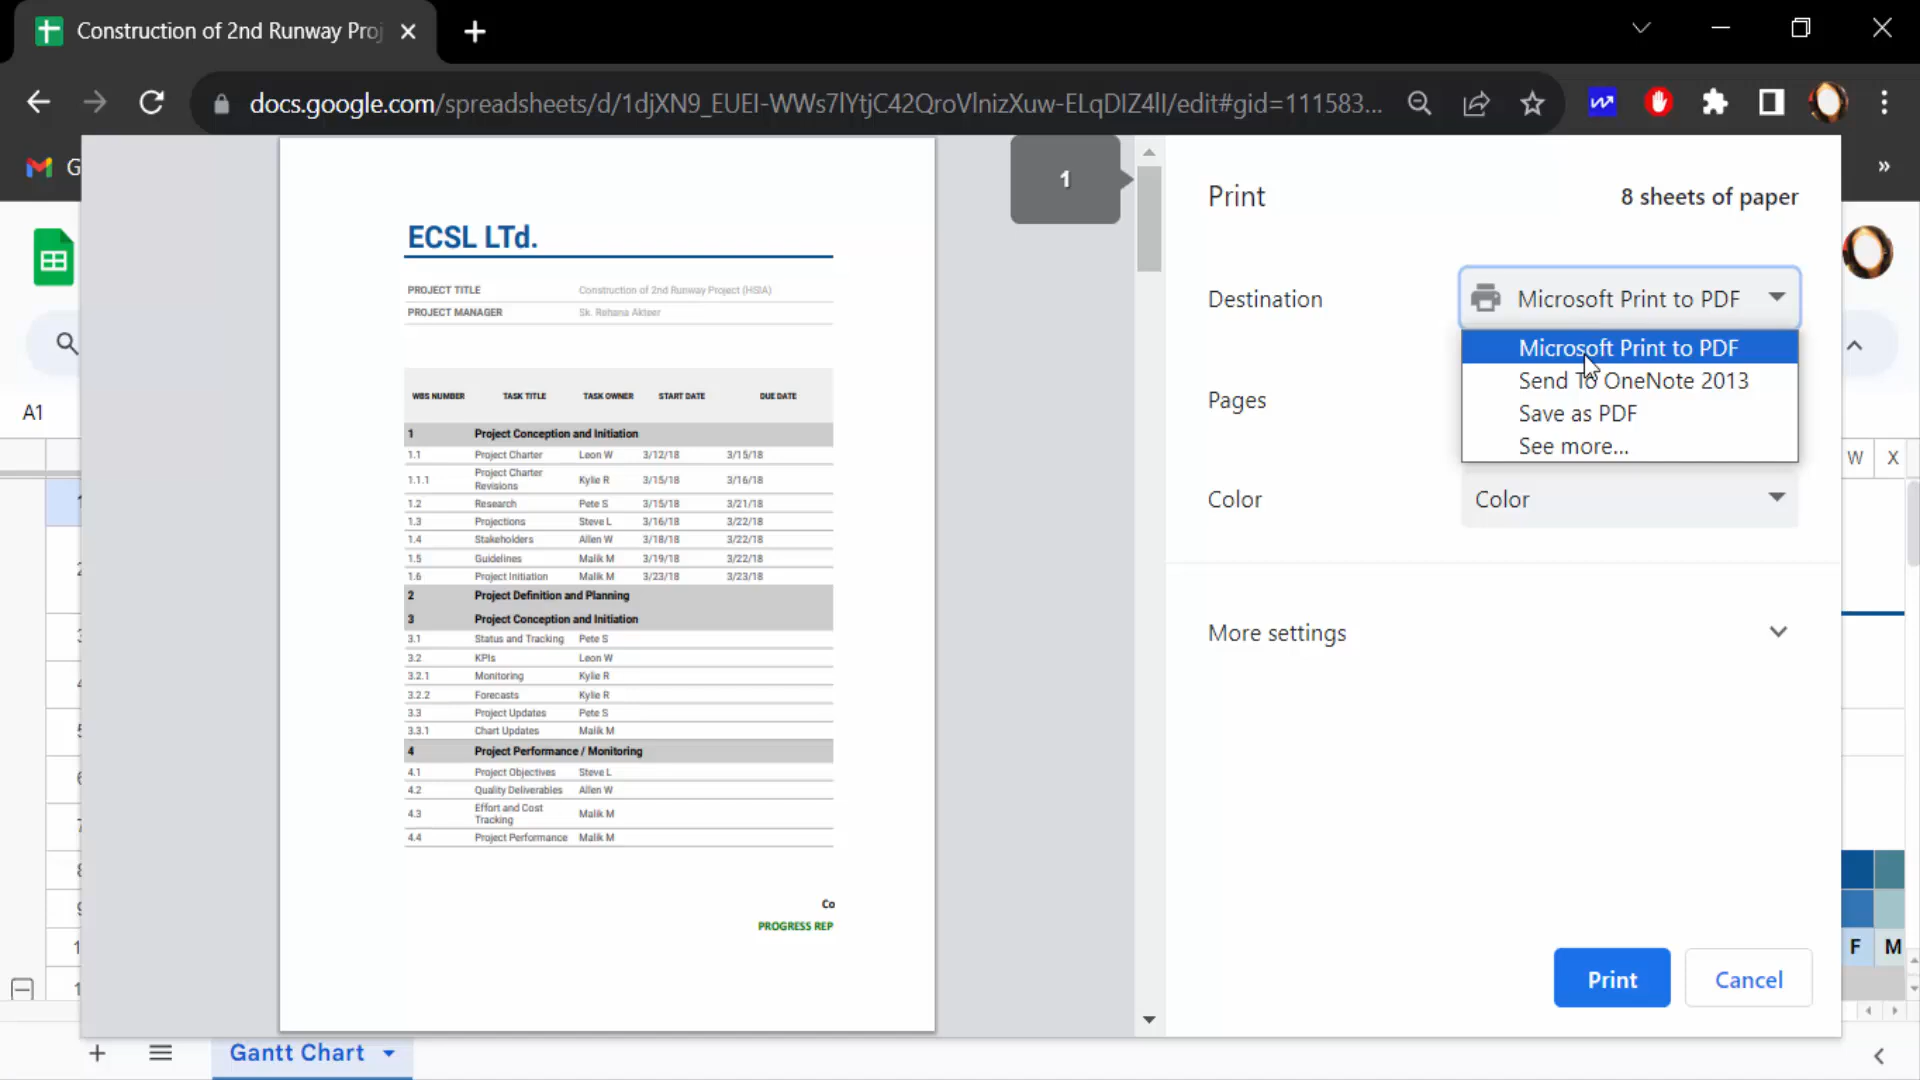 Construction of 2nd Runway Proj
docs.google.com/spreadsheets/d/1djXN9_EUEI-WWs7lYtjC42QroVlnizXuw-ELqDIZ4lI/edit#gid=111583...
G
1
Print
8 sheets of paper
ECSL LTd.
PROJECT TITLE Construction of 2nd Runway Project (HSIA)
PROJECT MANAGER Sk. Rehana Akteer
Destination
Microsoft Print to PDF
Microsoft Print to PDF
Send To OneNote 2013
Save as PDF
See more...
Pages
Color
Color
More settings
Print
Cancel
WBS NUMBER TASK TITLE TASK OWNER START DATE DUE DATE
1 Project Conception and Initiation
1.1 Project Charter Leon W 3/12/18 3/15/18
1.1.1 Project Charter Revisions Kylie R 3/15/18 3/16/18
1.2 Research Pete S 3/15/18 3/21/18
1.3 Projections Steve L 3/16/18 3/22/18
1.4 Stakeholders Allen W 3/18/18 3/22/18
1.5 Guidelines Malik M 3/19/18 3/22/18
1.6 Project Initiation Malik M 3/23/18 3/23/18
2 Project Definition and Planning
3 Project Conception and Initiation
3.1 Status and Tracking Pete S
3.2 KPIs Leon W
3.2.1 Monitoring Kylie R
3.2.2 Forecasts Kylie R
3.3 Project Updates Pete S
3.3.1 Chart Updates Malik M
4 Project Performance / Monitoring
4.1 Project Objectives Steve L
4.2 Quality Deliverables Allen W
4.3 Effort and Cost Tracking Malik M
4.4 Project Performance Malik M
Co
PROGRESS REP
A1
W X
F M
Gantt Chart